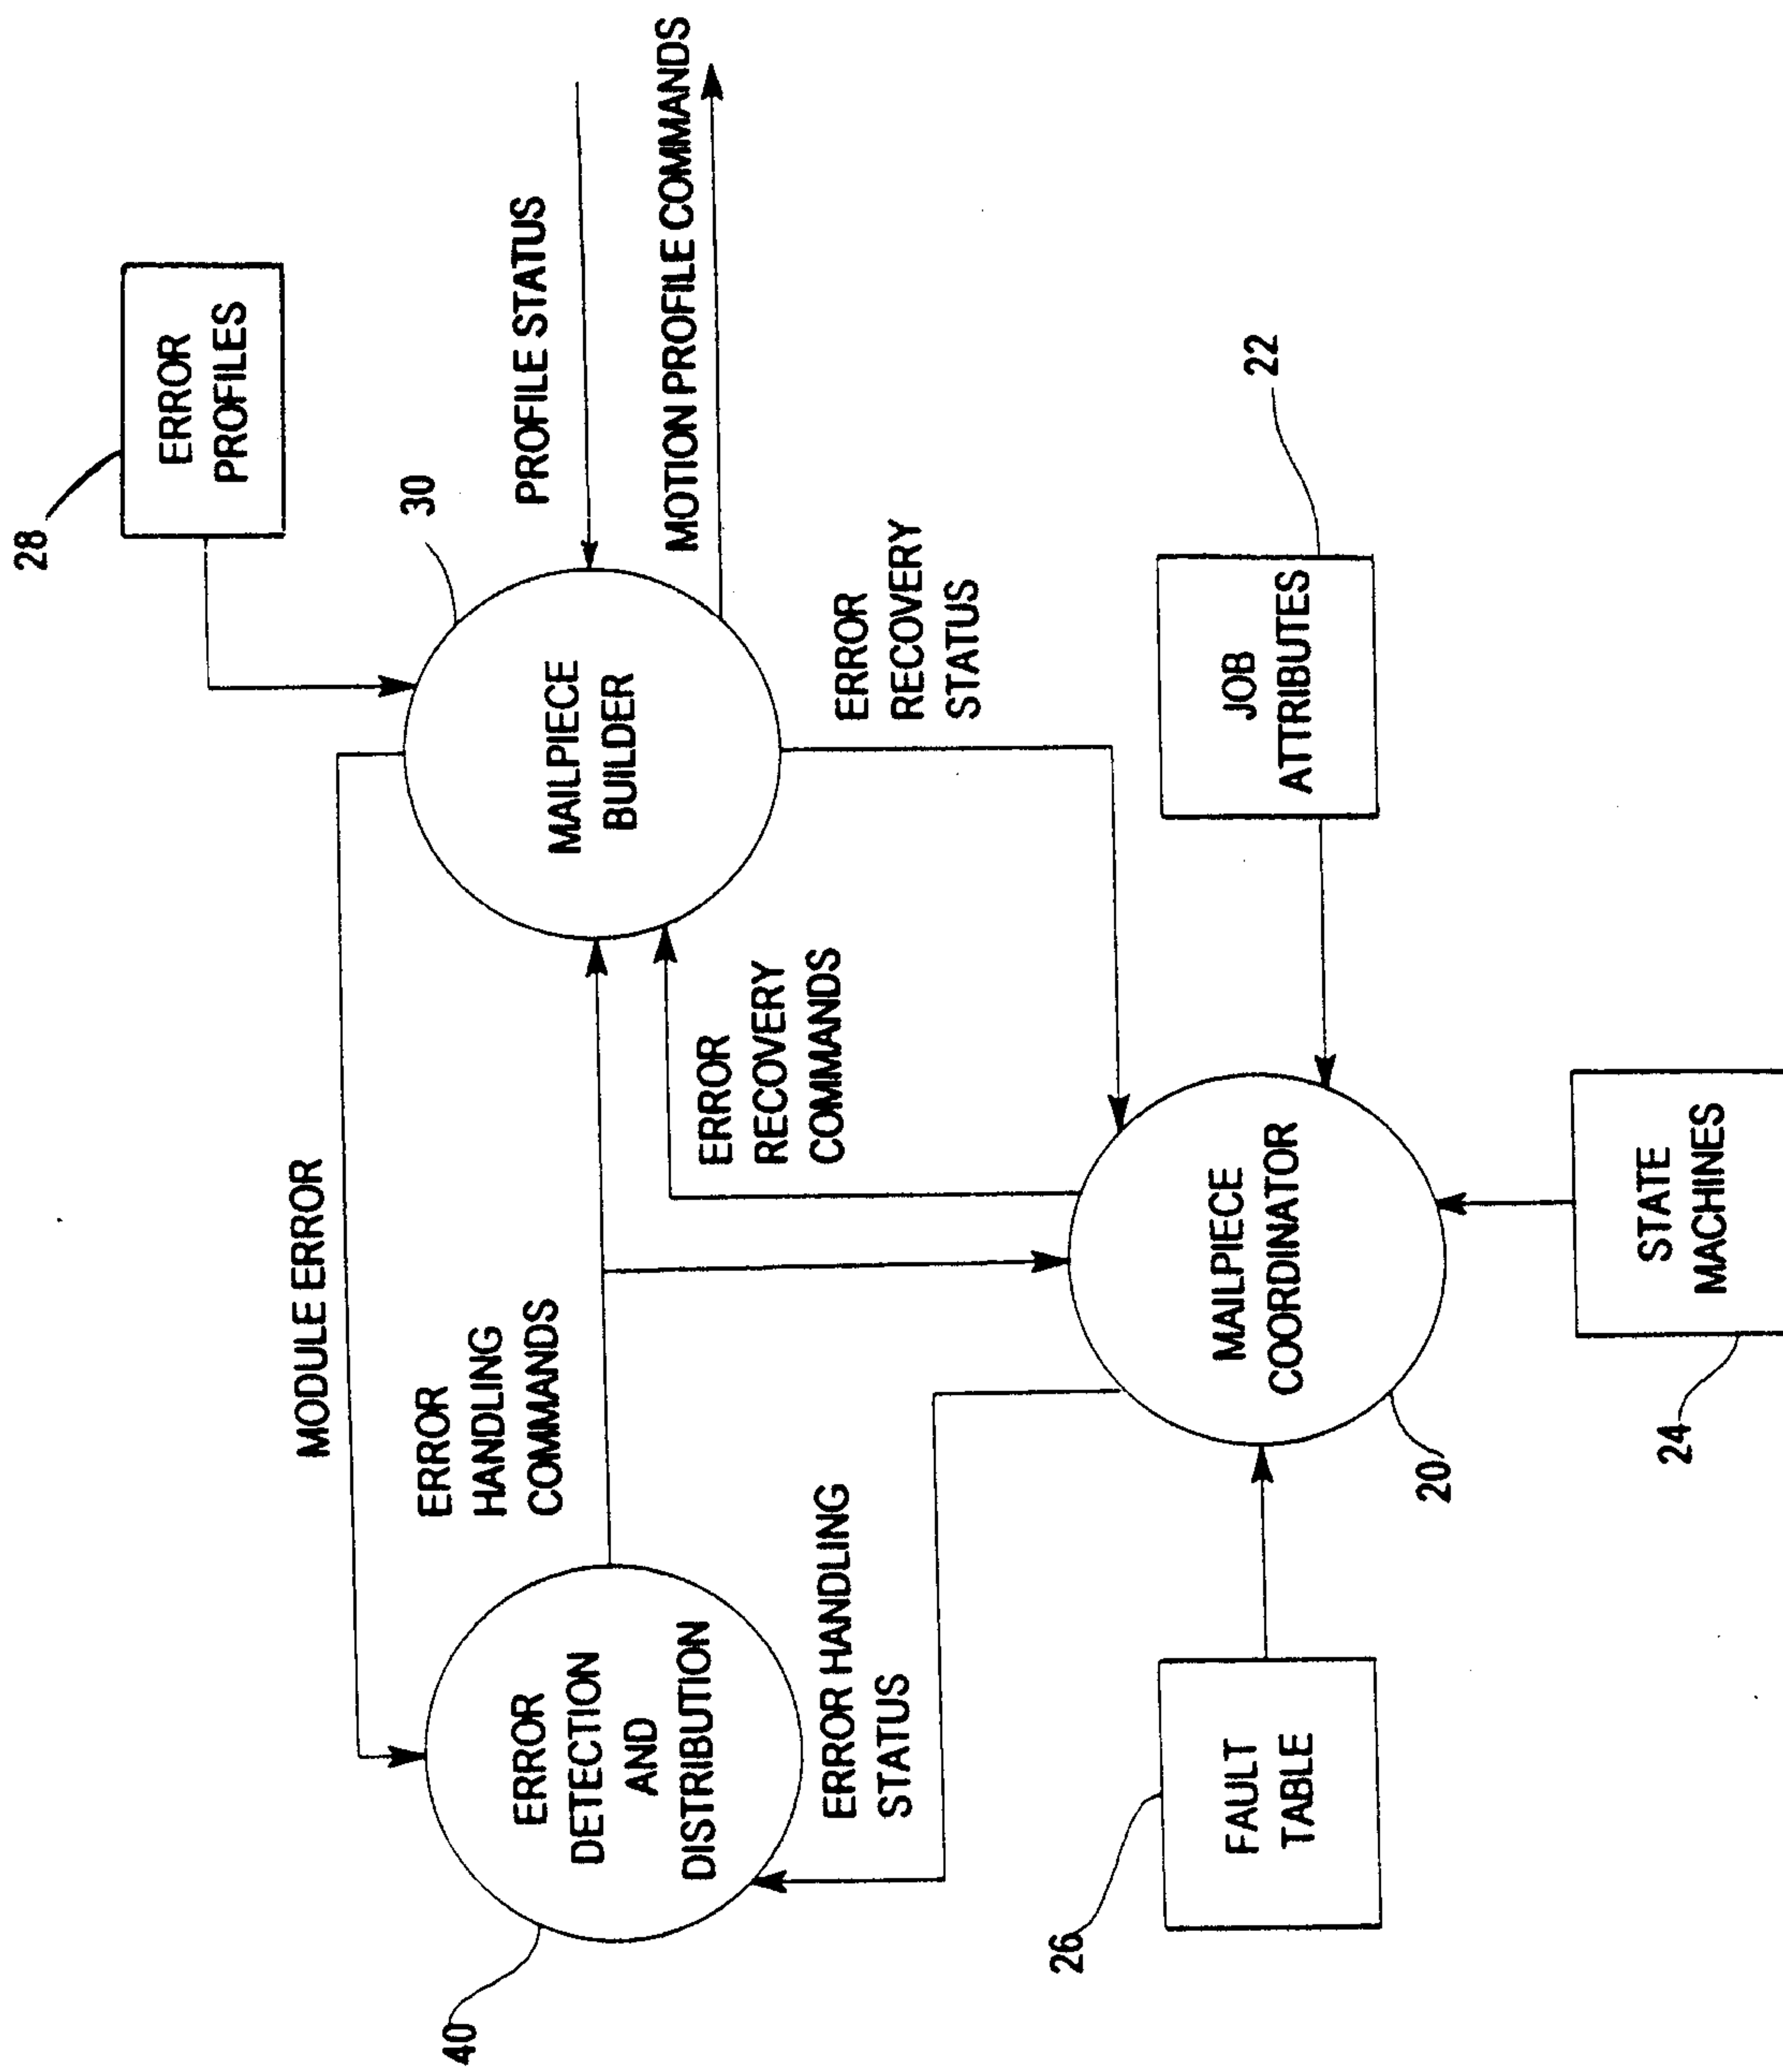 28
ERROR
PROFILES
30
PROFILE STATUS
MOTION PROFILE COMMANDS
MAILPIECE
BUILDER
MODULE ERROR
ERROR
HANDLING
COMMANDS
ERROR
RECOVERY
COMMANDS
ERROR
RECOVERY
STATUS
40
ERROR
DETECTION
AND
DISTRIBUTION
ERROR HANDLING
STATUS
22
JOB
ATTRIBUTES
26
FAULT
TABLE
MAILPIECE
COORDINATOR
20
24
STATE
MACHINES